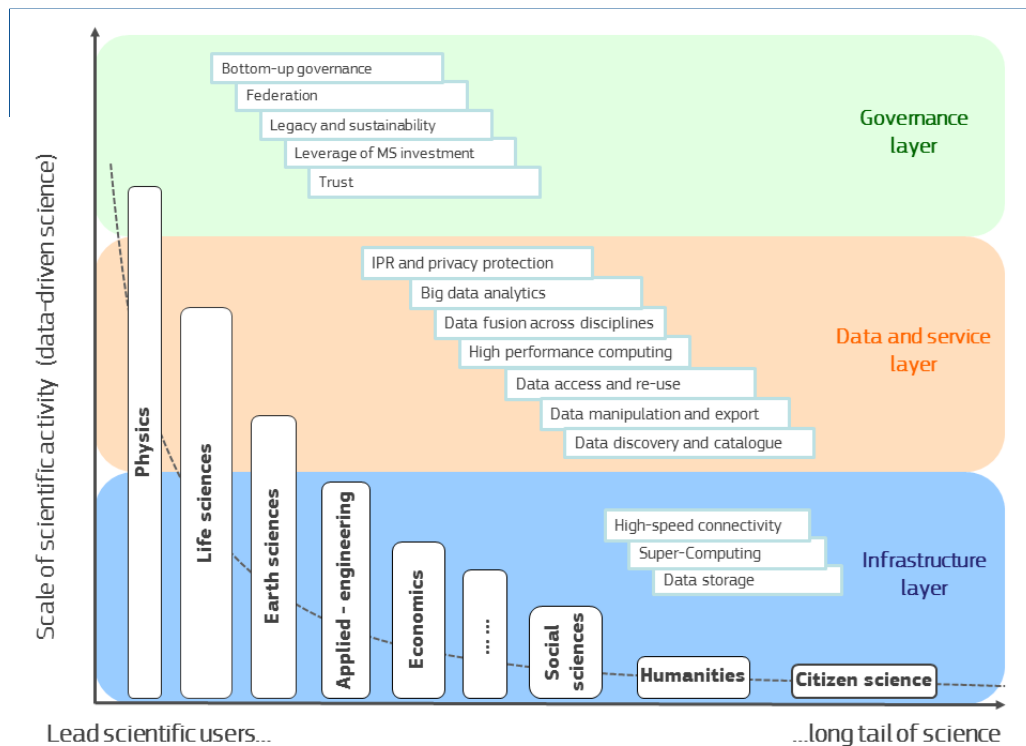 Scale of scientific activity (data-driven science)
Bottom-up governance
Federation
Legacy and sustainability
Leverage of MS investment
Trust
Governance
layer
IPR and privacy protection
Big data analytics
Data fusion across disciplines
High performance computing
Data access and re-use
Data manipulation and export
Data discovery and catalogue
Data and service
layer
High-speed connectivity
Super-Computing
Data storage
Infrastructure
layer
Physics
Life sciences
Earth sciences
Applied - engineering
Economics
... ...
Social
sciences
Humanities
Citizen science
Lead scientific users...
...long tail of science